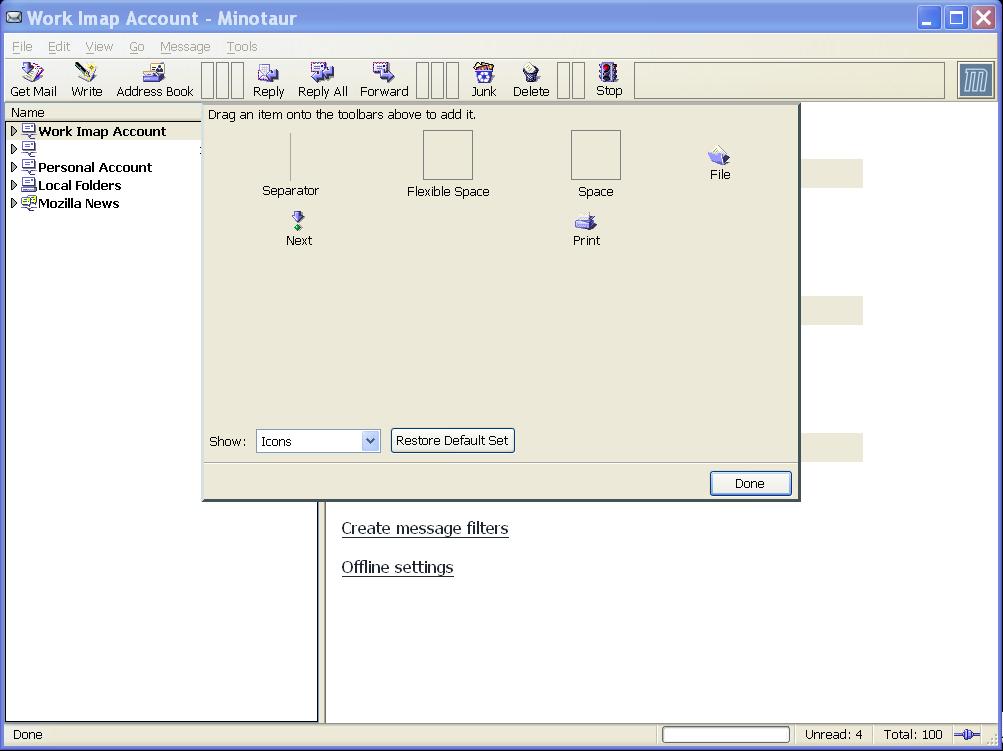 Work Imap Account - Minotaur
File Edit View Go Message Tools
Get Mail Write Address Book Reply Reply All Forward Junk Delete Stop
Name
Drag an item onto the toolbars above to add it.
Work Imap Account
Personal Account
Local Folders
Mozilla News
Separator Flexible Space Space File
Next Print
Show: Icons Restore Default Set
Done
Create message filters
Offline settings
Done Unread: 4 Total: 100